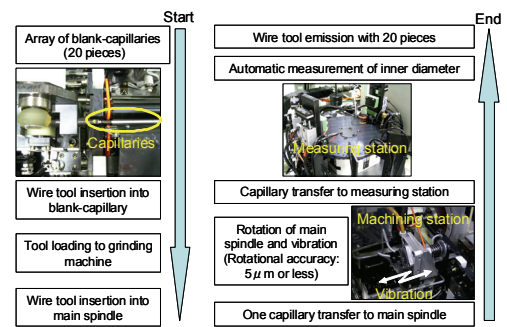 Start
Array of blank-capillaries
(20 pieces)
Capillaries
Wire tool insertion into
blank-capillary
Tool loading to grinding
machine
Wire tool insertion into
main spindle
End
Wire tool emission with 20 pieces
Automatic measurement of inner diameter
Measuring station
Capillary transfer to measuring station
Rotation of main
spindle and vibration
(Rotational accuracy:
5μm or less)
Machining station
Vibration
One capillary transfer to main spindle